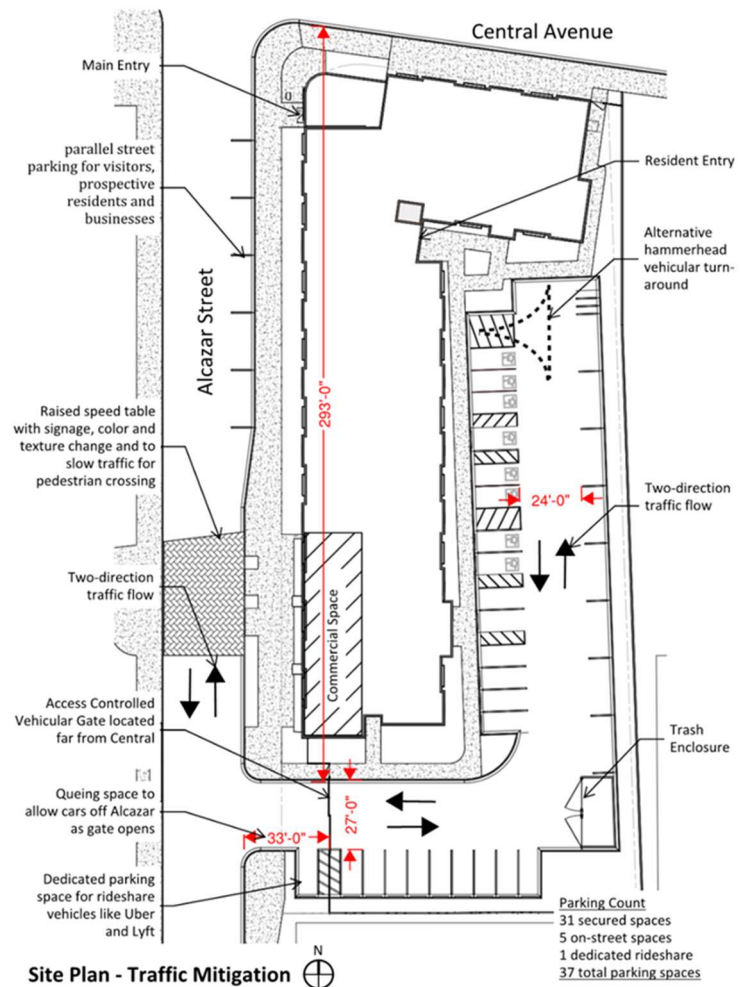 Central Avenue
Main Entry
parallel street
parking for visitors,
prospective
residents and
businesses
Resident Entry
Alternative
hammerhead
vehicular turn-
around
Alcazar Street
293'-0"
Raised speed table
with signage, color and
texture change and to
slow traffic for
pedestrian crossing
24'-0"
Two-direction
traffic flow
Two-direction
traffic flow
Commercial Space
Access Controlled
Vehicular Gate located
far from Central
Trash
Enclosure
Queing space to
allow cars off Alcazar
as gate opens
33'-0"
27'-0"
Dedicated parking
space for rideshare
vehicles like Uber
and Lyft
Parking Count
31 secured spaces
5 on-street spaces
1 dedicated rideshare
37 total parking spaces
N
Site Plan - Traffic Mitigation